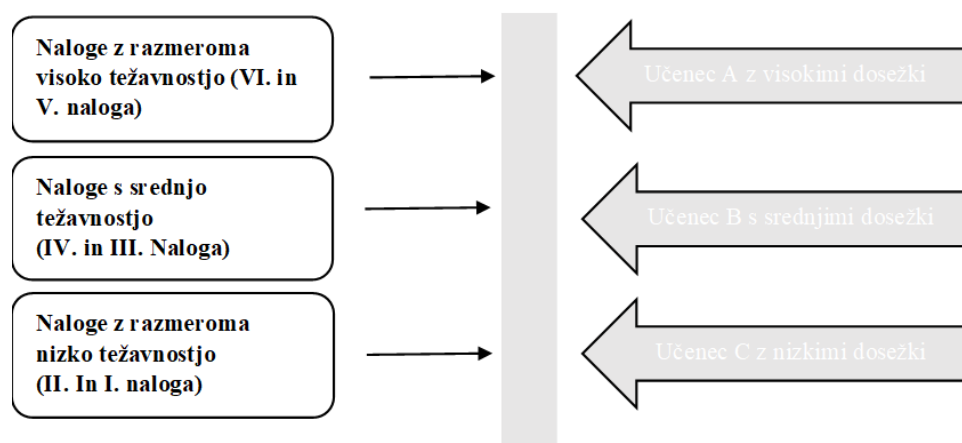 Naloge z razmeroma
visoko težavnostjo (VI. in
V. naloga)
Učenec A z visokimi dosežki
Naloge s srednjo
težavnostjo
(IV. in III. Naloga)
Učenec B s srednjimi dosežki
Naloge z razmeroma
nizko težavnostjo
(II. In I. naloga)
Učenec C z nizkimi dosežki